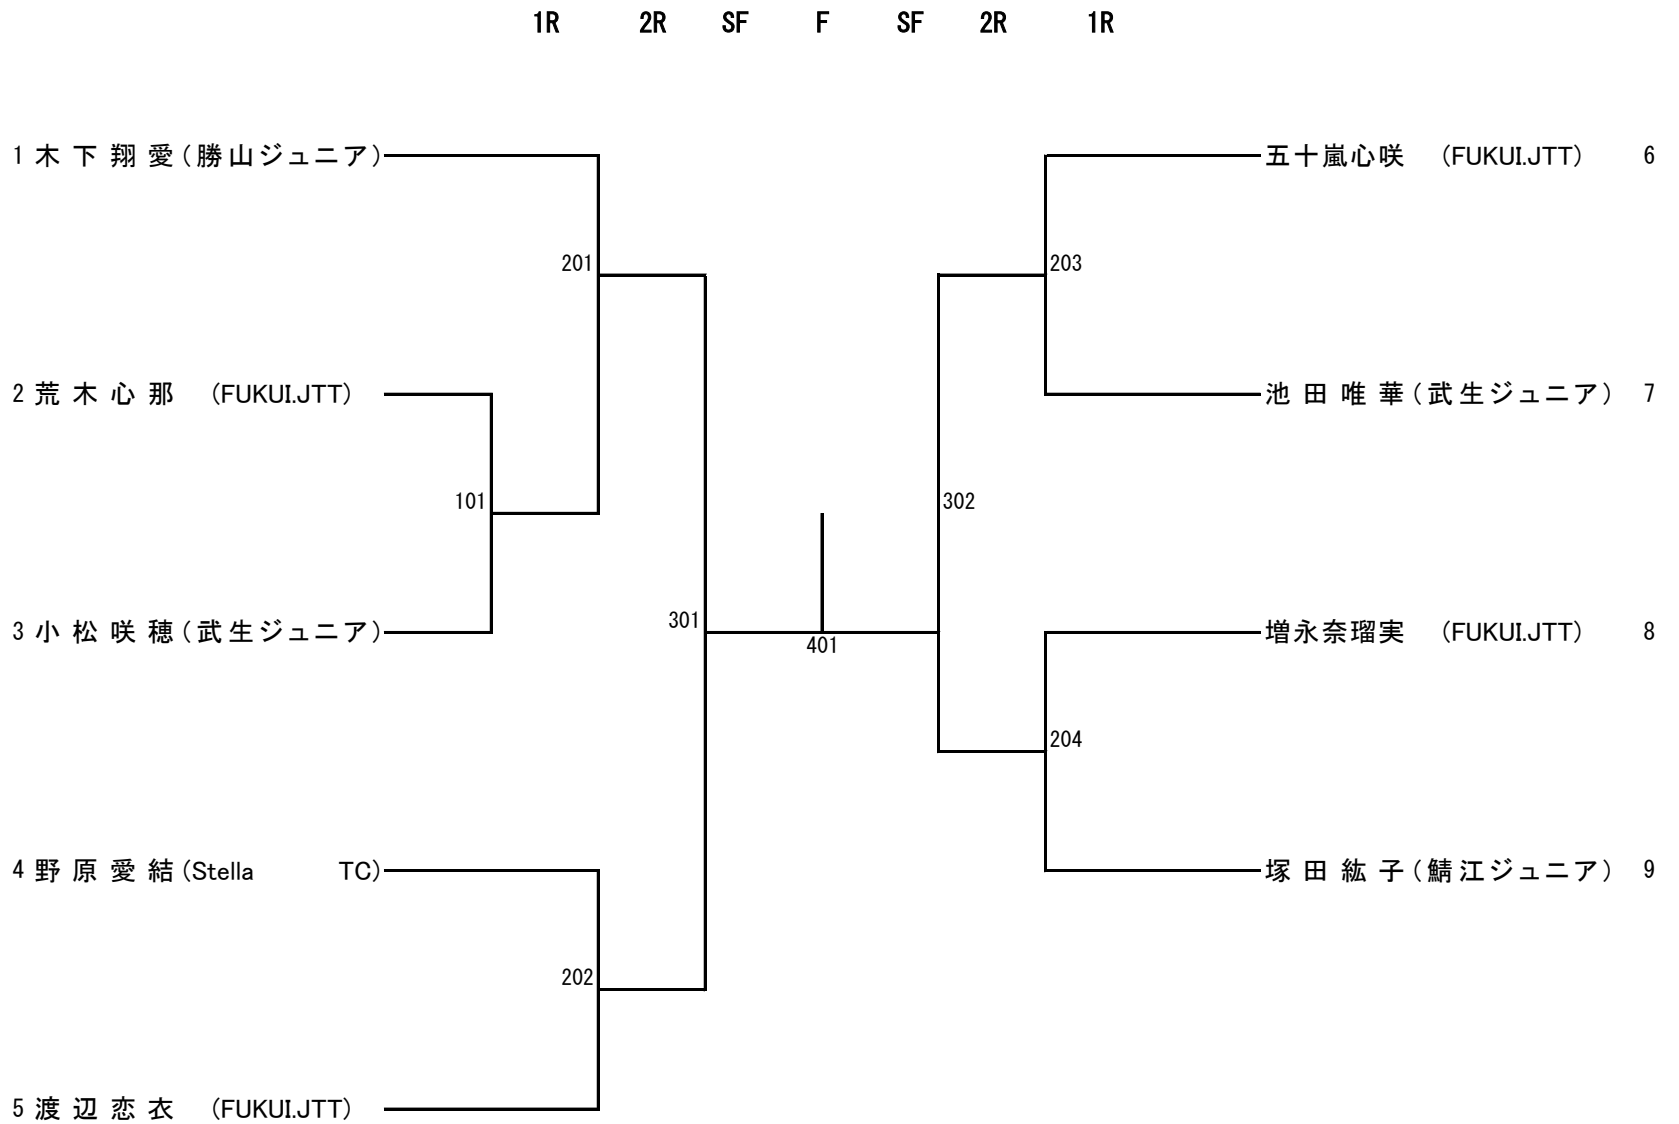 1R 2R SF F SF 2R 1R
1 木下翔愛(勝山ジュニア) 五十嵐心咲 (FUKUI.JTT) 6
201 203
2 荒木心那 (FUKUI.JTT) 池田唯華(武生ジュニア) 7
101 302
3 小松咲穂(武生ジュニア) 301 401 増永奈瑠実 (FUKUI.JTT) 8
204
4 野原愛結(Stella TC) 塚田紘子(鯖江ジュニア) 9
202
5 渡辺恋衣 (FUKUI.JTT)